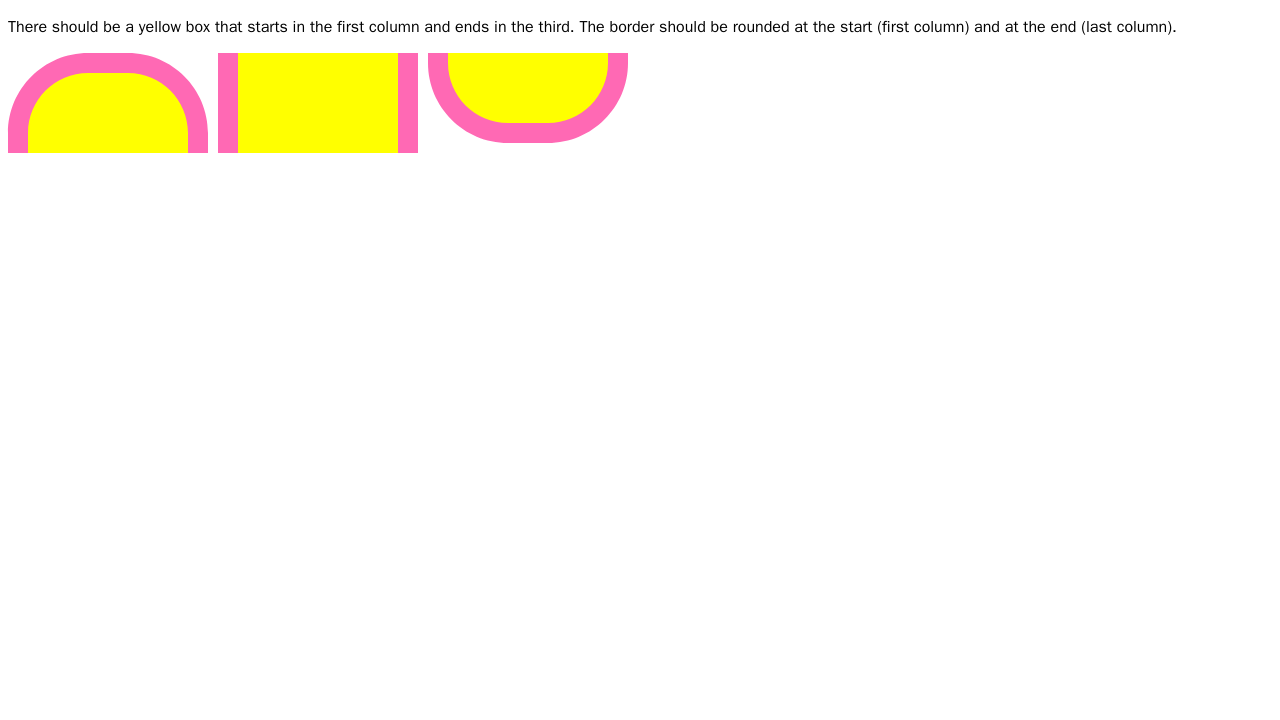 There should be a yellow box that starts in the first column and ends in the third. The border should be rounded at the start (first column) and at the end (last column).